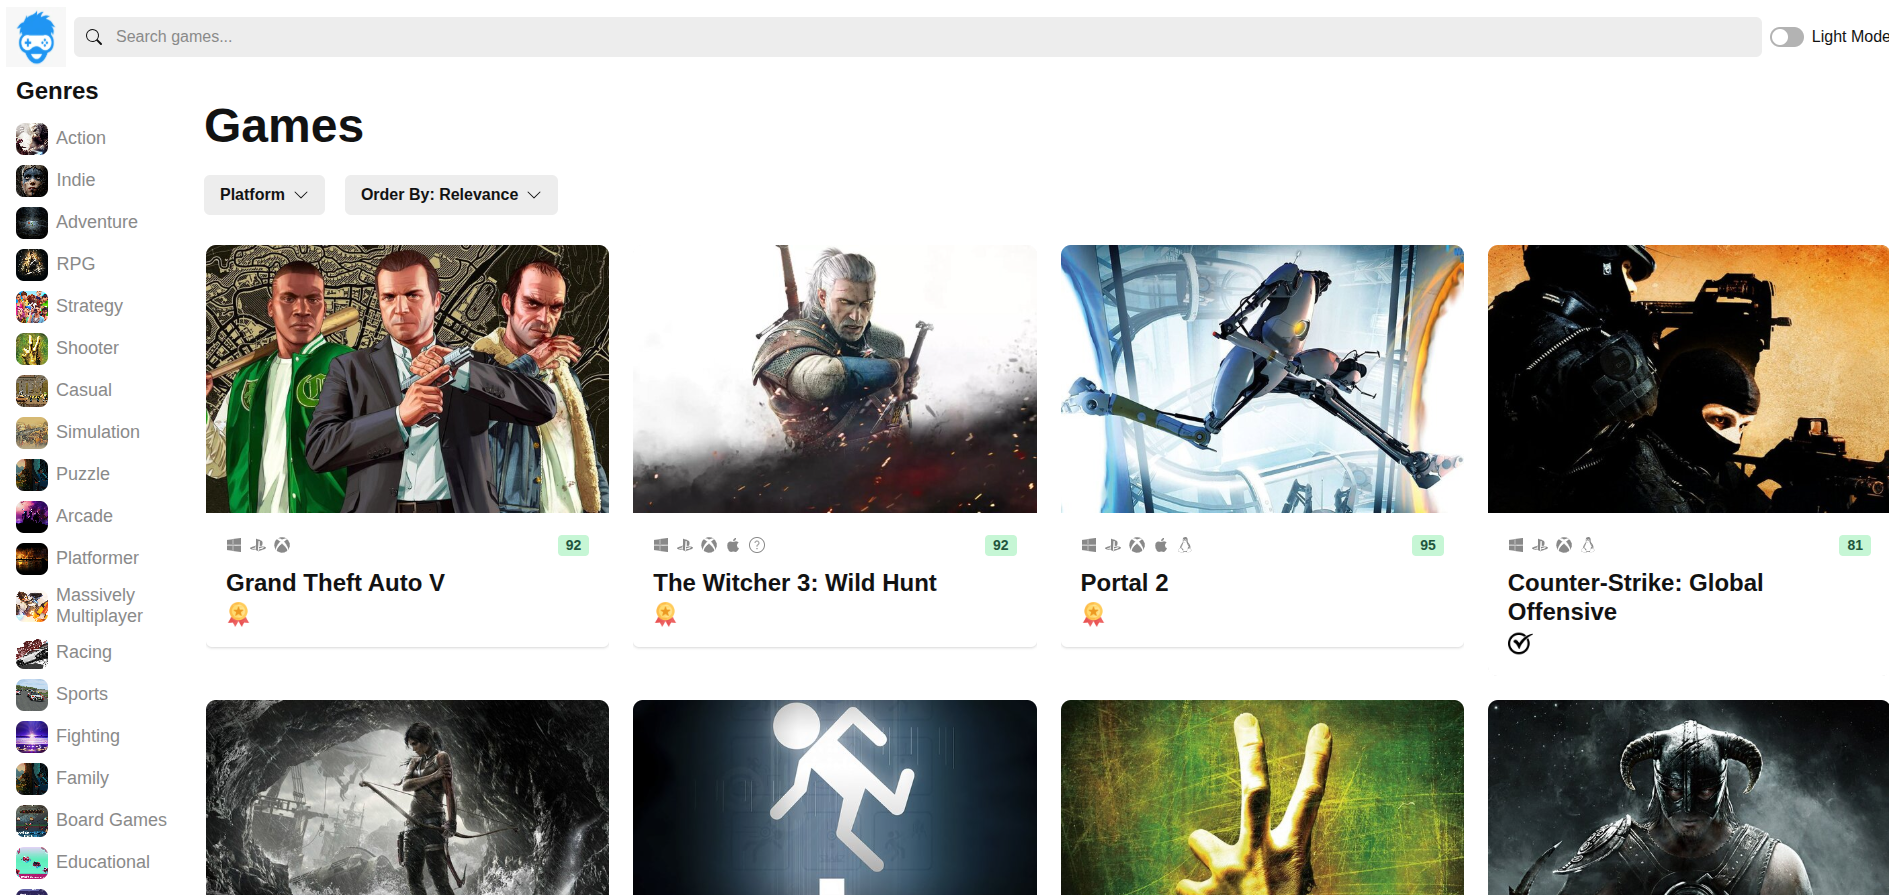 Search games...
Light Mode
Genres
Action
Indie
Adventure
RPG
Strategy
Shooter
Casual
Simulation
Puzzle
Arcade
Platformer
Massively
Multiplayer
Racing
Sports
Fighting
Family
Board Games
Educational
Games
Platform
Order By: Relevance
92
Grand Theft Auto V
92
The Witcher 3: Wild Hunt
95
Portal 2
81
Counter-Strike: Global
Offensive